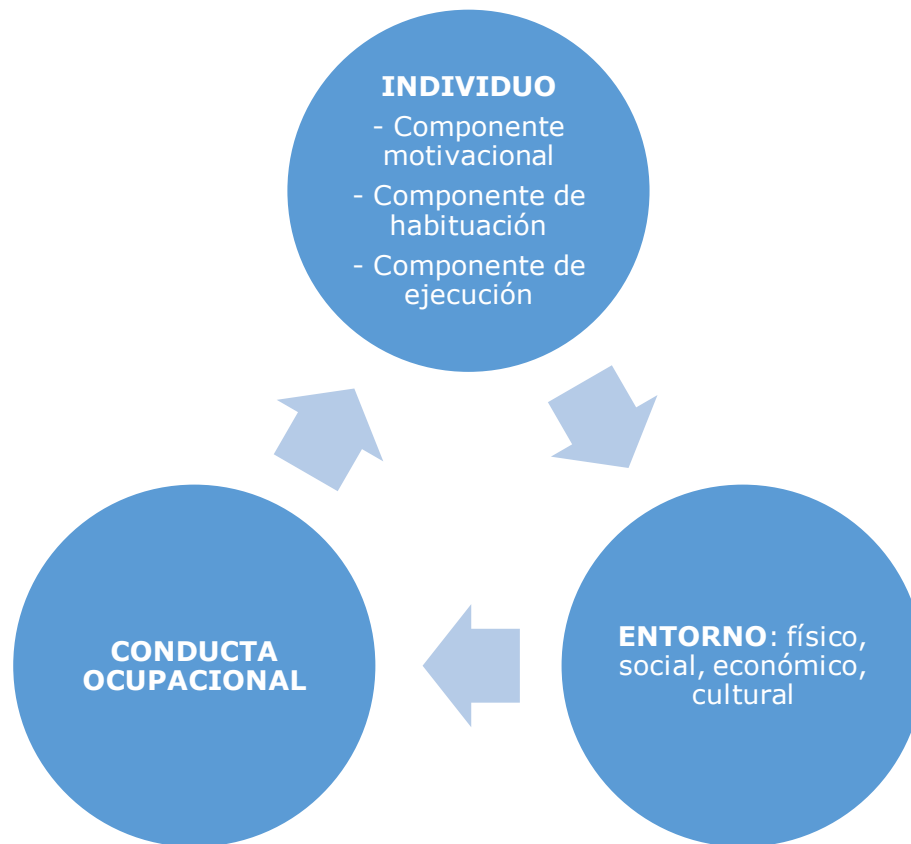 INDIVIDUO
- Componente
motivacional
- Componente de
habituación
- Componente de
ejecución
CONDUCTA
OCUPACIONAL
ENTORNO: físico,
social, económico,
cultural